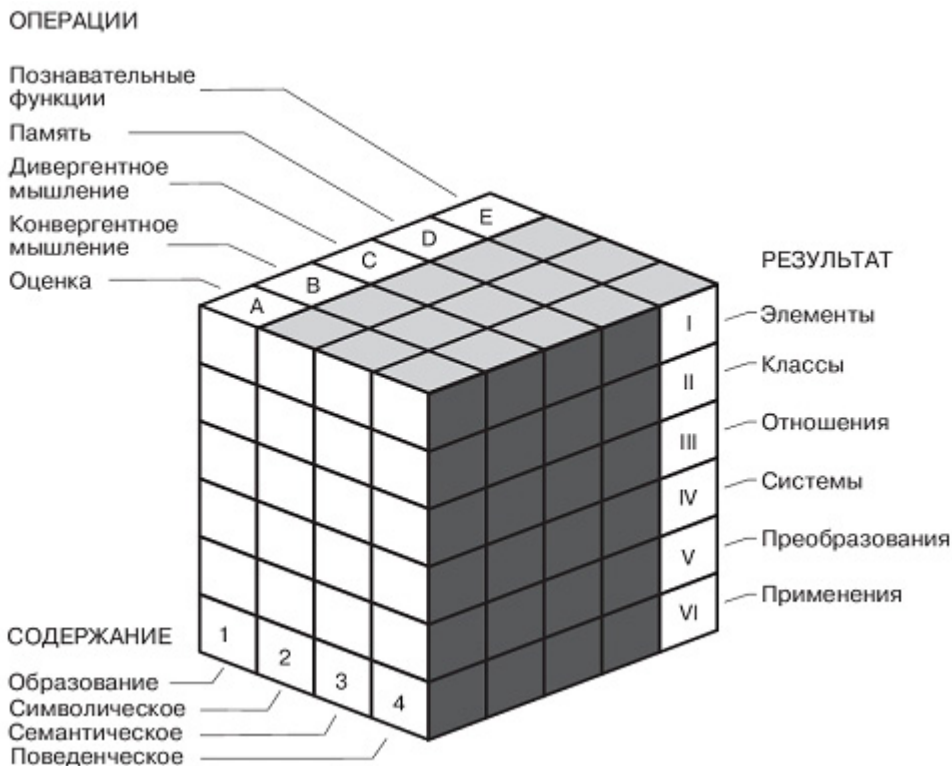 ОПЕРАЦИИ
Познавательные
функции
Память
Дивергентное
мышление
Конвергентное
мышление
Оценка
A
B
C
D
E
РЕЗУЛЬТАТ
I
Элементы
II
Классы
III
Отношения
IV
Системы
V
Преобразования
VI
Применения
СОДЕРЖАНИЕ
1
2
3
4
Образование
Символическое
Семантическое
Поведенческое